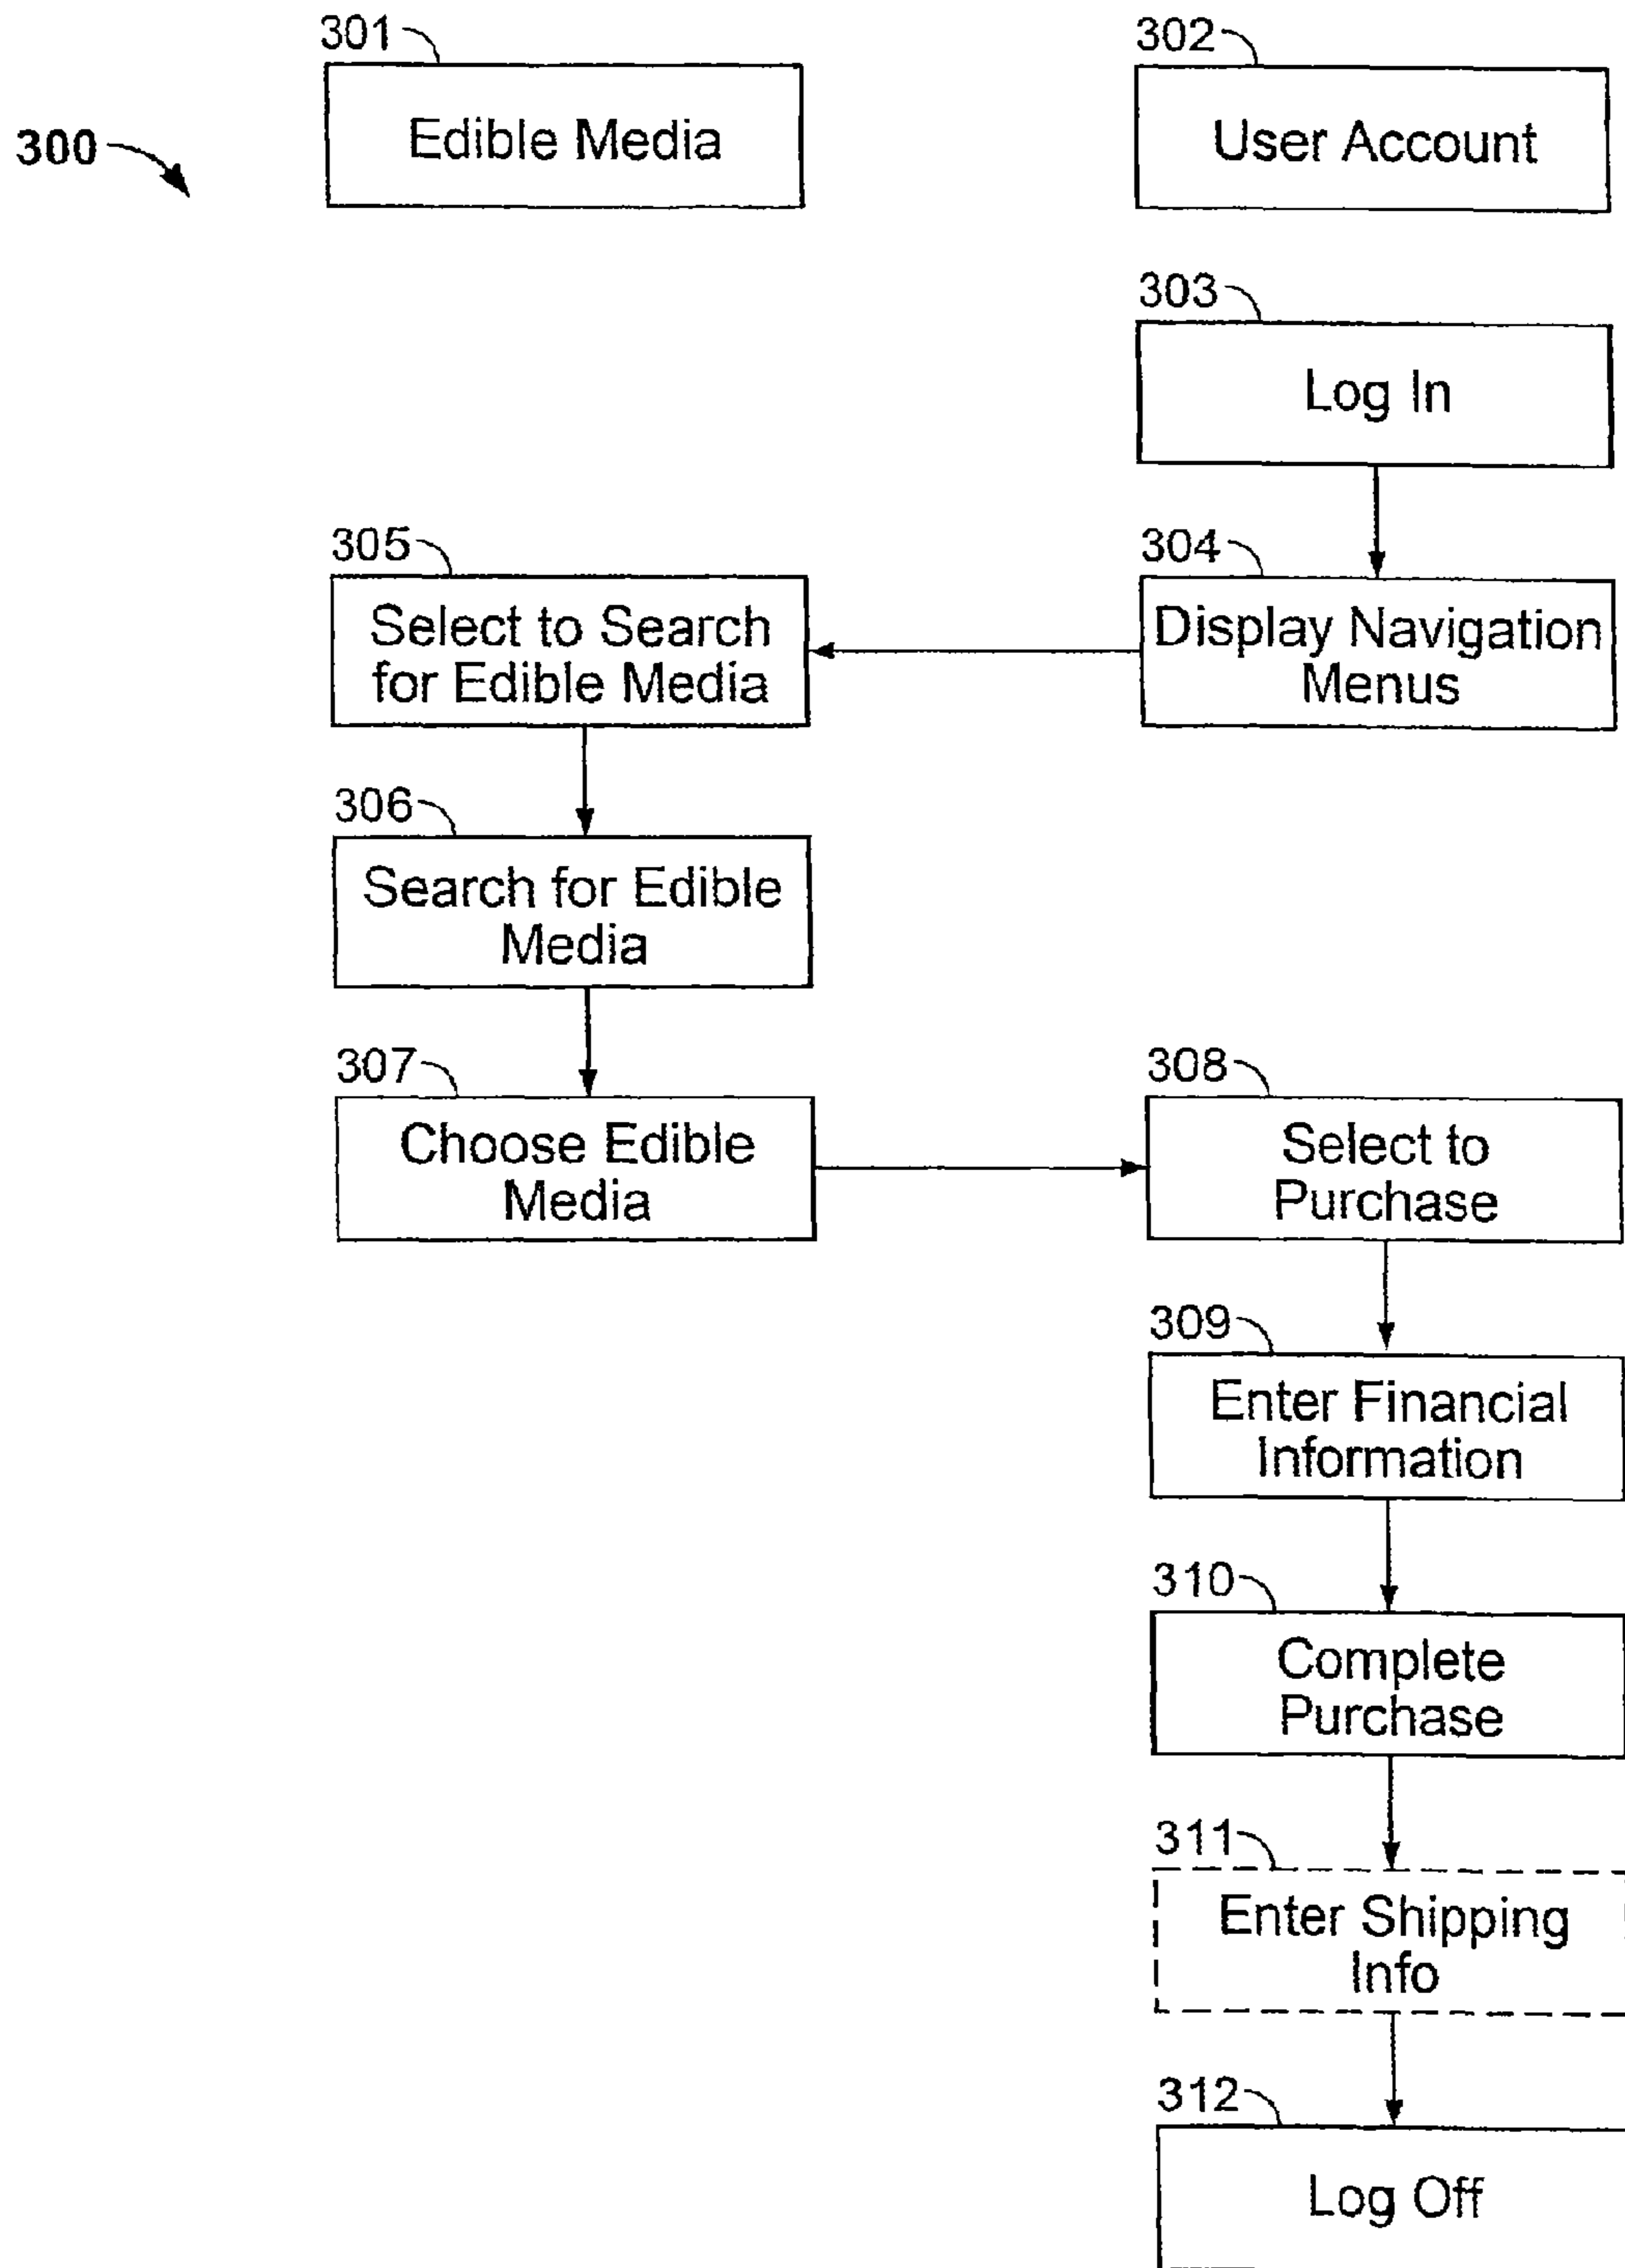 301
302
300
Edible Media
User Account
303
Log In
305
304
Select to Search
for Edible Media
Display Navigation
Menus
306
Search for Edible
Media
307
308
Choose Edible
Media
Select to
Purchase
309
Enter Financial
Information
310
Complete
Purchase
311
Enter Shipping
Info
312
Log Off